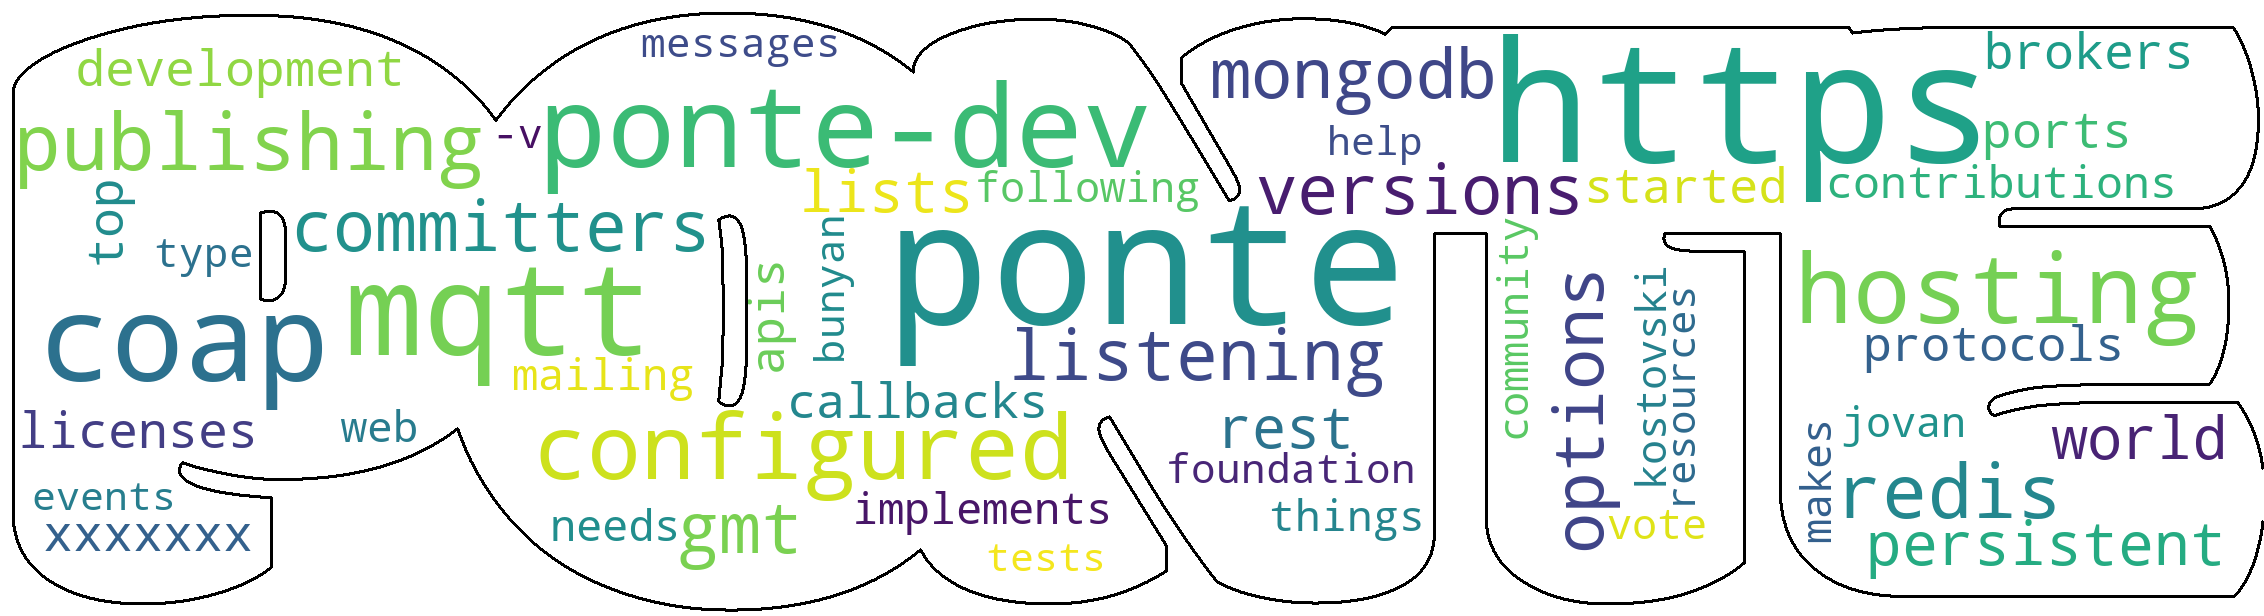 messages
development
publishing
-v
ponte-dev
mongodb
https
brokers
help
ports
lists
following
versions
started
contributions
top
type
committers
apis
bunyan
ponte
community
options
kostovski
resources
hosting
coap
mqtt
mailing
listening
protocols
licenses
web
callbacks
configured
rest
foundation
makes
jovan
world
events
xxxxxxx
needs
gmt
implements
things
vote
redis
tests
persistent